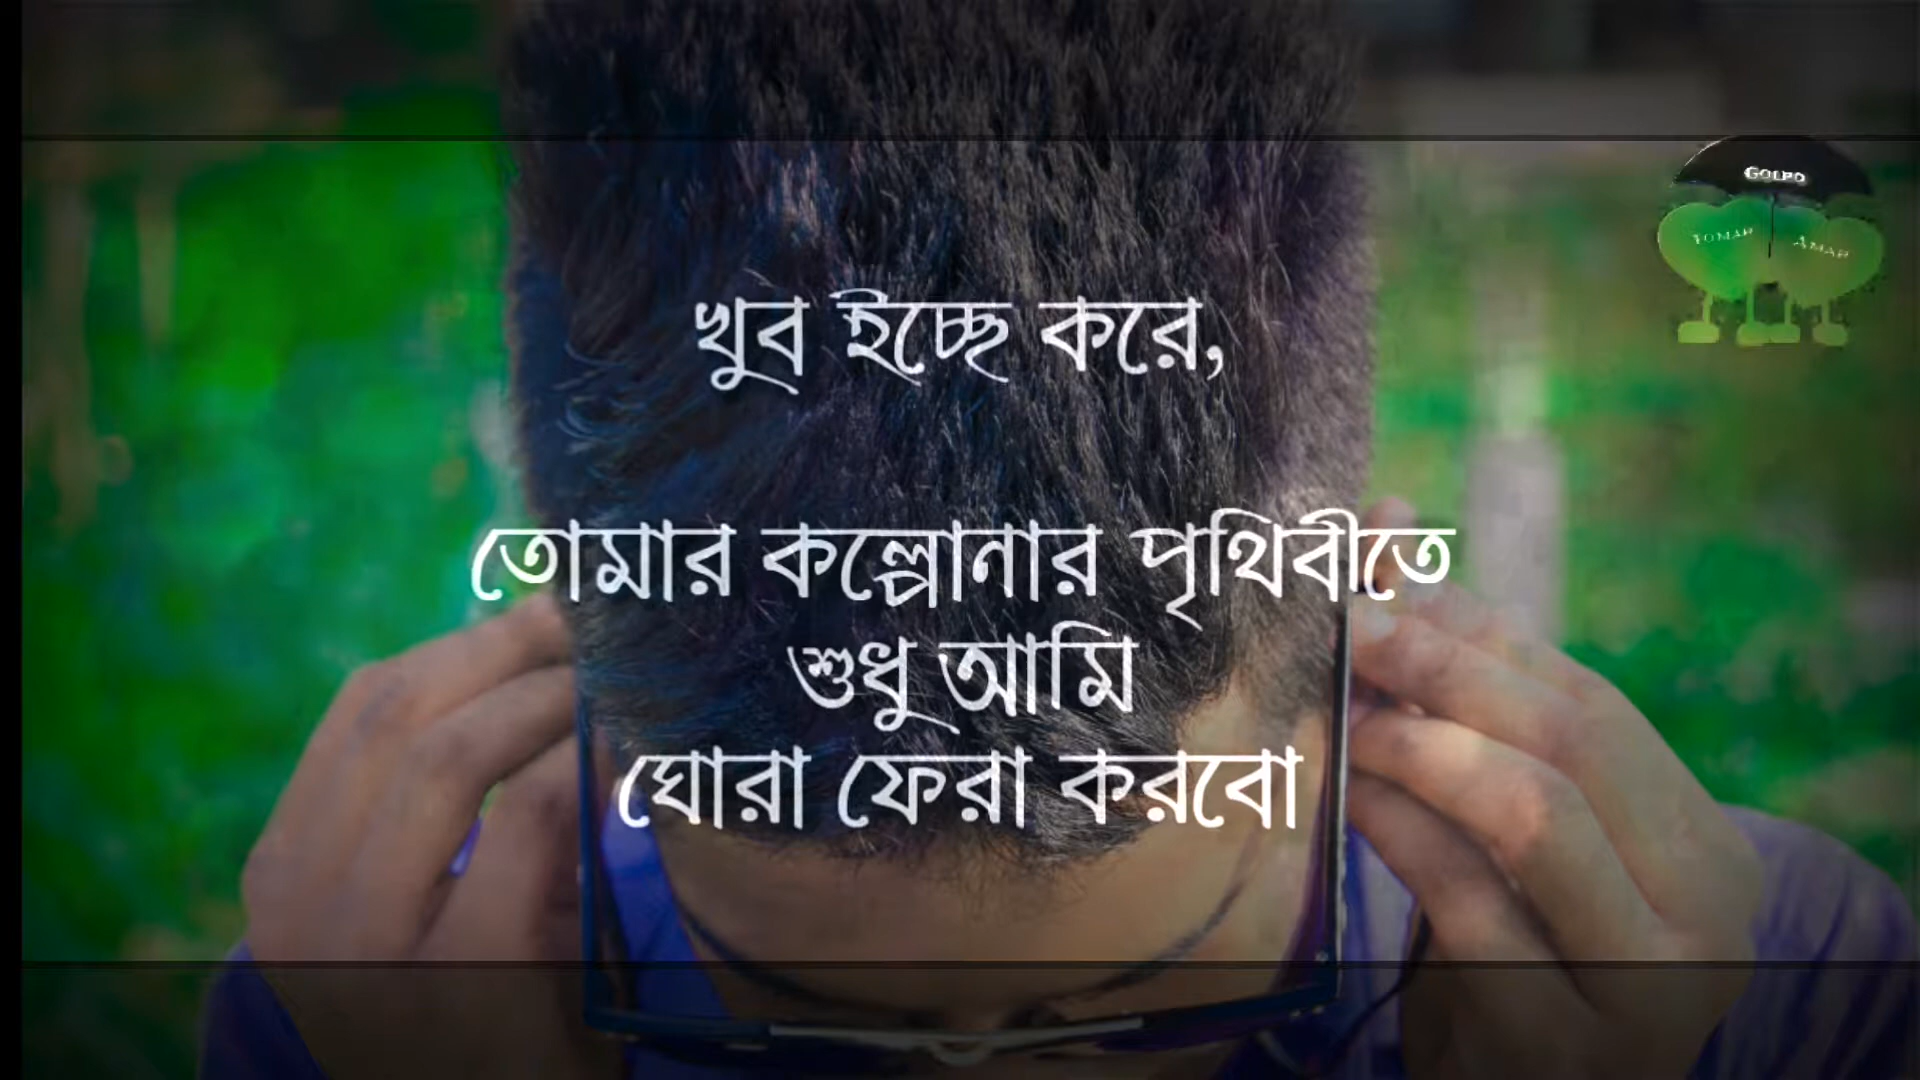 GOLPO
TOMAR AMAR
খুব ইচ্ছে করে,
তোমার কল্পোনার পৃথিবীতে
শুধু আমি
ঘোরা ফেরা করবো